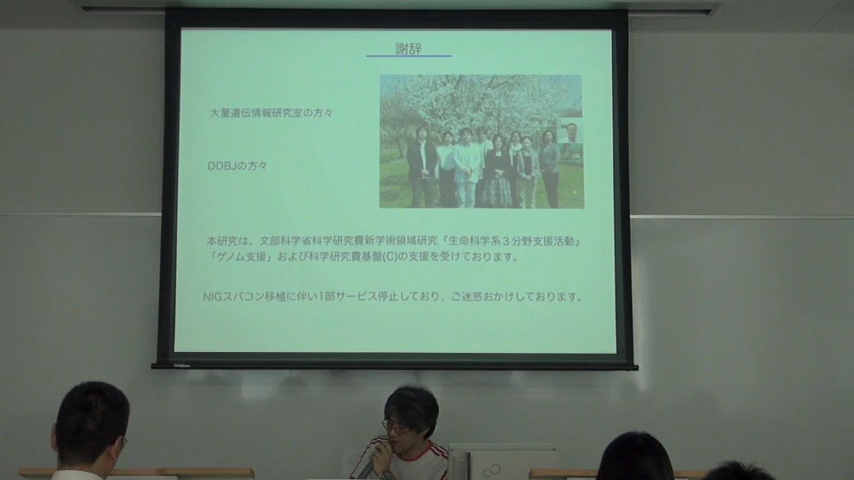 謝辞
大量遺伝情報研究室の方々
DDBJの方々
本研究は、文部科学省科学研究費新学術領域研究『生命科学系３分野支援活動』
「ゲノム支援」および科学研究費基盤(C)の支援を受けております。
NIGスパコン移植に伴い1部サービス停止しており、ご迷惑おかけしております。